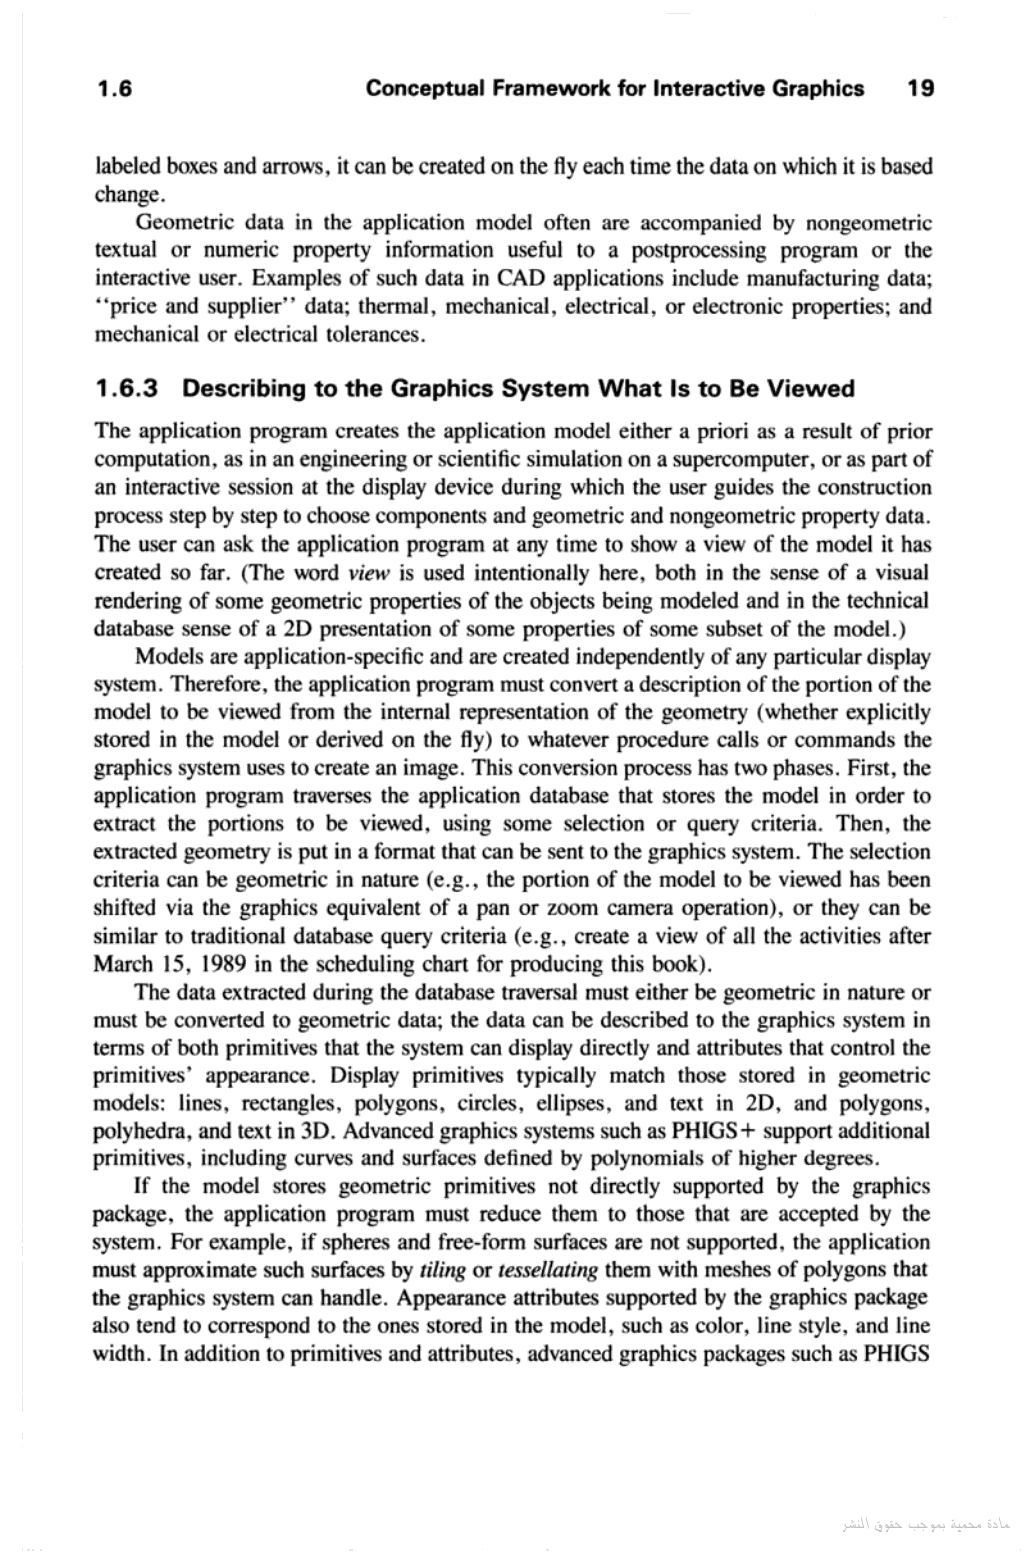 1.6 Conceptual Framework for Interactive Graphics 19
labeled boxes and arrows, it can be created on the fly each time the data on which it is based
change.
Geometric data in the application model often are accompanied by nongeometric
textual or numeric property information useful to a postprocessing program or the
interactive user. Examples of such data in CAD applications include manufacturing data;
‘‘price and supplier’’ data; thermal, mechanical, electrical, or electronic properties; and
mechanical or electrical tolerances.
1.6.3 Describing to the Graphics System What Is to Be Viewed
The application program creates the application model either a priori as a result of prior
computation, as in an engineering or scientific simulation on a supercomputer, or as part of
an interactive session at the display device during which the user guides the construction
process step by step to choose components and geometric and nongeometric property data.
The user can ask the application program at any time to show a view of the model it has
created so far. (The word view is used intentionally here, both in the sense of a visual
rendering of some geometric properties of the objects being modeled and in the technical
database sense of a 2D presentation of some properties of some subset of the model.)
Models are application-specific and are created independently of any particular display
system. Therefore, the application program must convert a description of the portion of the
model to be viewed from the internal representation of the geometry (whether explicitly
stored in the model or derived on the fly) to whatever procedure calls or commands the
graphics system uses to create an image. This conversion process has two phases. First, the
application program traverses the application database that stores the model in order to
extract the portions to be viewed, using some selection or query criteria. Then, the
extracted geometry is put in a format that can be sent to the graphics system. The selection
criteria can be geometric in nature (e.g., the portion of the model to be viewed has been
shifted via the graphics equivalent of a pan or zoom camera operation), or they can be
similar to traditional database query criteria (e.g., create a view of all the activities after
March 15, 1989 in the scheduling chart for producing this book).
The data extracted during the database traversal must either be geometric in nature or
must be converted to geometric data; the data can be described to the graphics system in
terms of both primitives that the system can display directly and attributes that control the
primitives’ appearance. Display primitives typically match those stored in geometric
models: lines, rectangles, polygons, circles, ellipses, and text in 2D, and polygons,
polyhedra, and text in 3D. Advanced graphics systems such as PHIGS+ support additional
primitives, including curves and surfaces defined by polynomials of higher degrees.
If the model stores geometric primitives not directly supported by the graphics
package, the application program must reduce them to those that are accepted by the
system. For example, if spheres and free-form surfaces are not supported, the application
must approximate such surfaces by tiling or tessellating them with meshes of polygons that
the graphics system can handle. Appearance attributes supported by the graphics package
also tend to correspond to the ones stored in the model, such as color, line style, and line
width. In addition to primitives and attributes, advanced graphics packages such as PHIGS
مادة محمية بموجب حقوق النشر